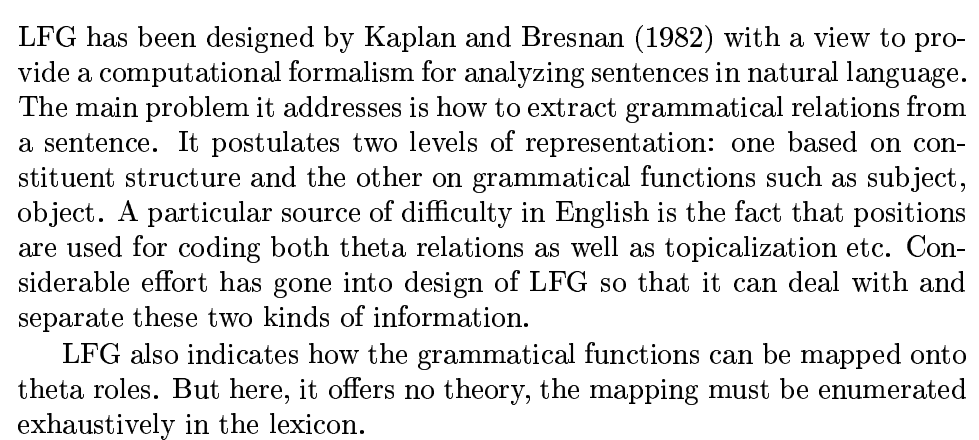 LFG has been designed by Kaplan and Bresnan (1982) with a view to pro-
vide a computational formalism for analyzing sentences in natural language.
The main problem it addresses is how to extract grammatical relations from
a sentence. It postulates two levels of representation: one based on con-
stituent structure and the other on grammatical functions such as subject,
object. A particular source of difficulty in English is the fact that positions
are used for coding both theta relations as well as topicalization etc. Con-
siderable effort has gone into design of LFG so that it can deal with and
separate these two kinds of information.
LFG also indicates how the grammatical functions can be mapped onto
theta roles. But here, it offers no theory, the mapping must be enumerated
exhaustively in the lexicon.